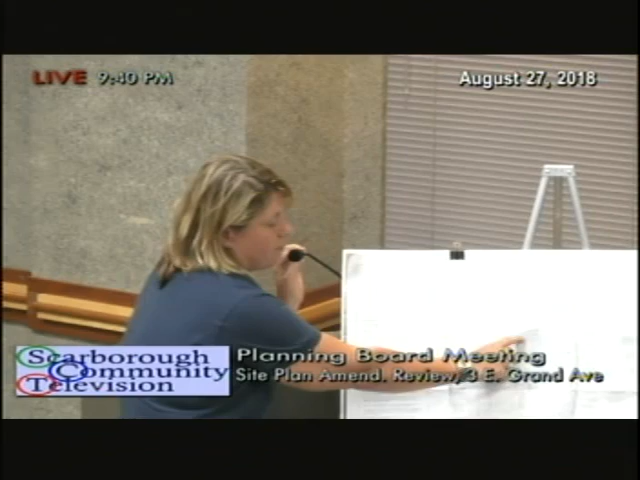 LIVE 9:40 PM
August 27, 2018
Scarborough
Community
Television
Planning Board Meeting
Site Plan Amend. Review, 3 E. Grand Ave